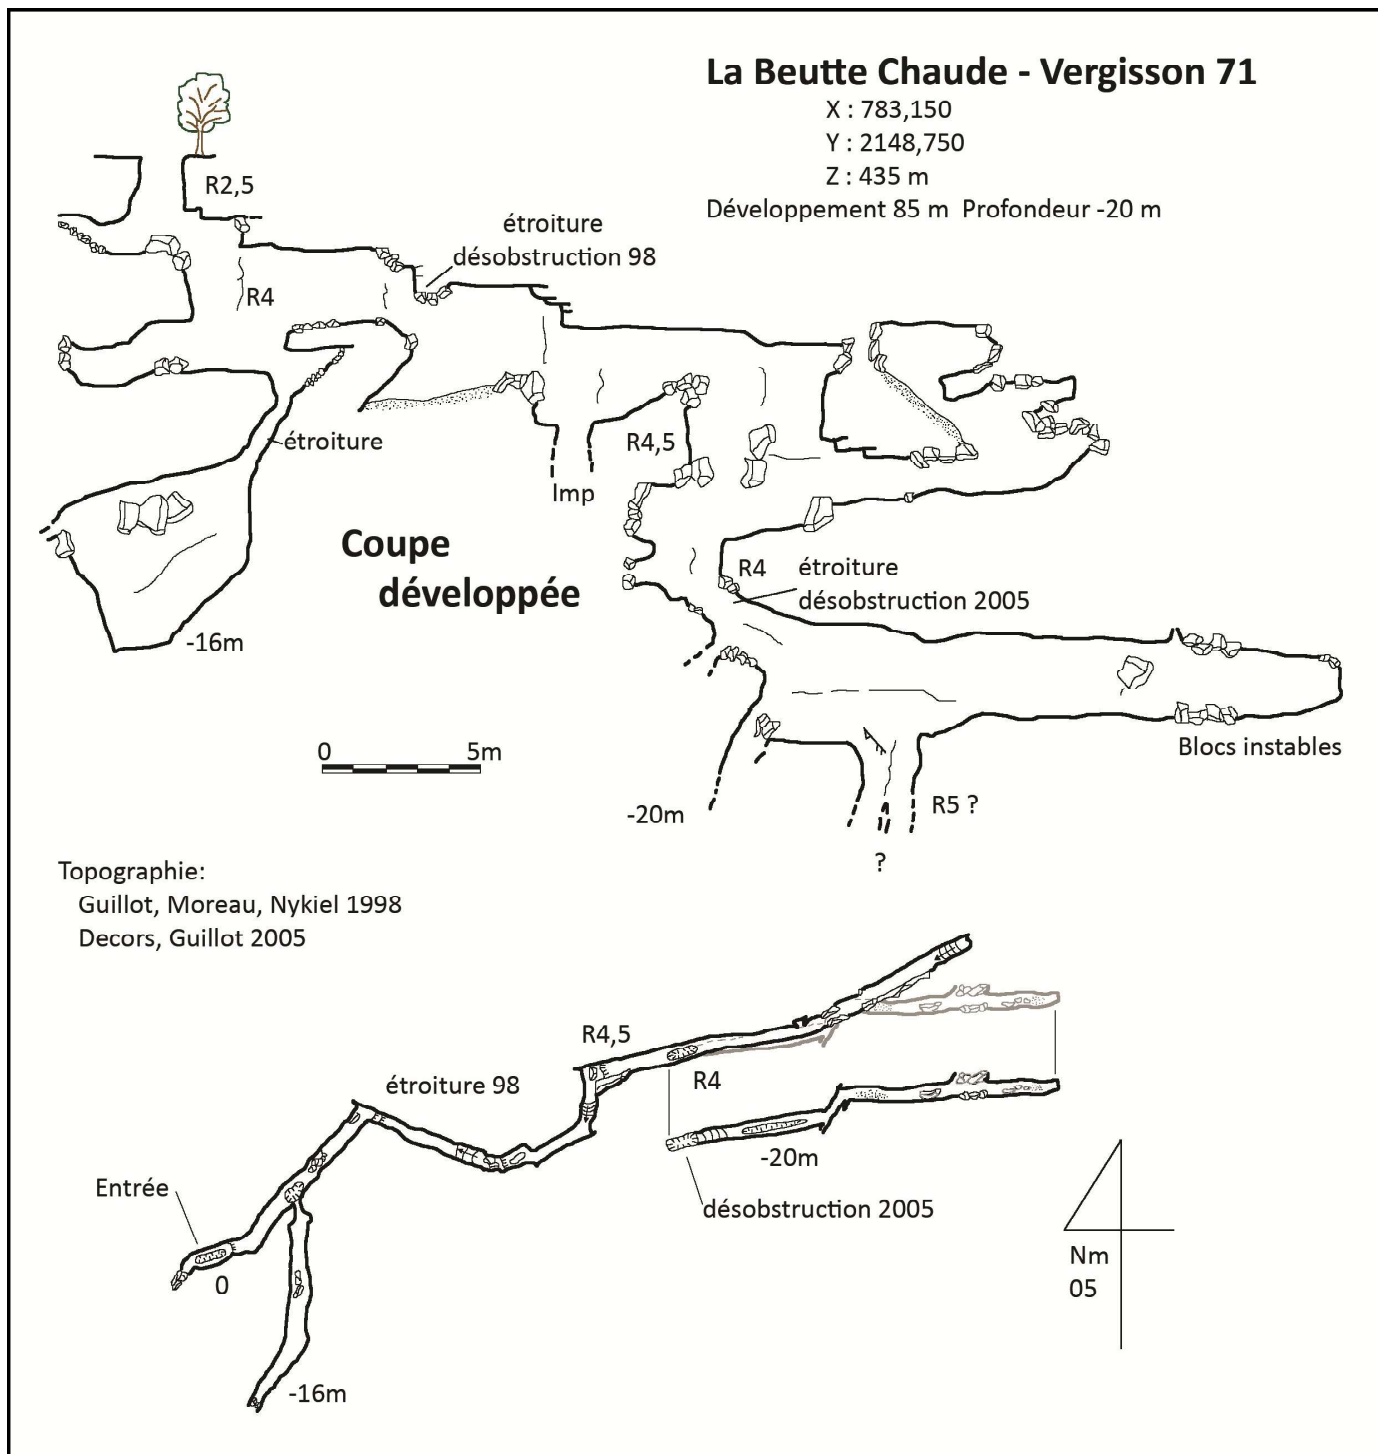 La Beutte Chaude - Vergisson 71
X : 783,150
Y : 2148,750
Z : 435 m
Développement 85 m  Profondeur -20 m
R2,5
étroiture
désobstruction 98
R4
étroiture
R4,5
Imp
Coupe
développée
R4
étroiture
désobstruction 2005
-16m
0
5m
Blocs instables
-20m
R5 ?
?
Topographie:
Guillot, Moreau, Nykiel 1998
Decors, Guillot 2005
R4,5
étroiture 98
R4
-20m
Entrée
désobstruction 2005
0
Nm
05
-16m